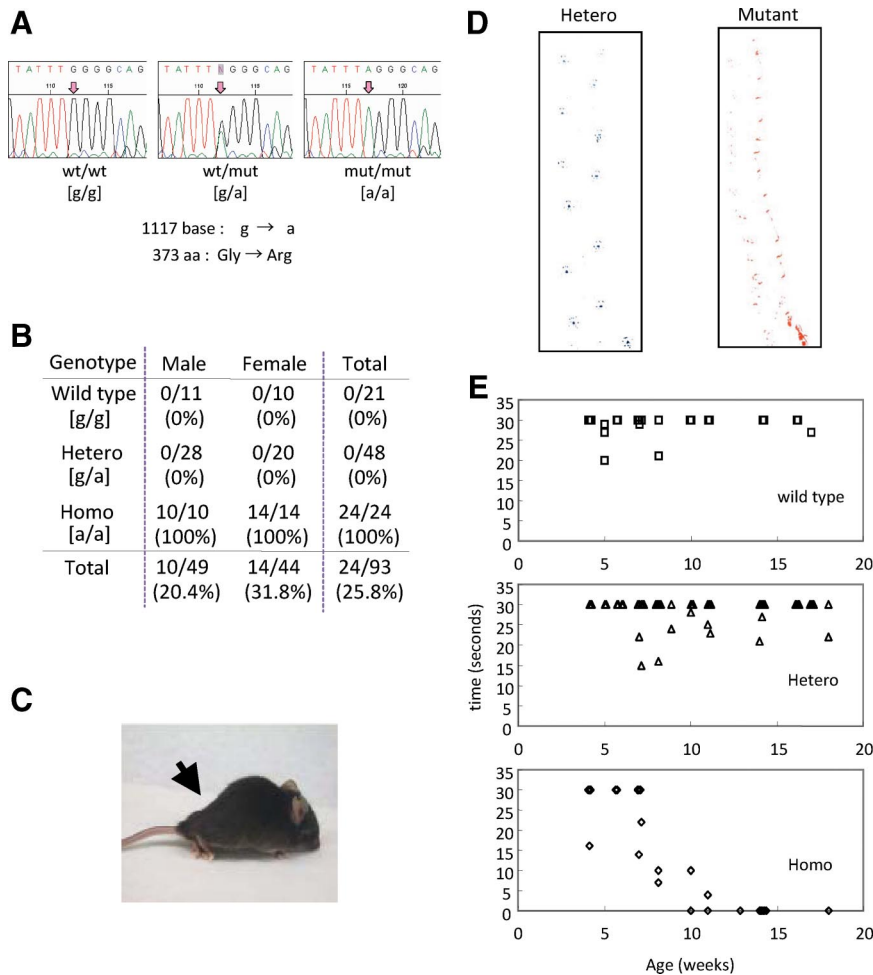 A
T A T T T G G G G C A G
110 115
wt/wt
[g/g]
T A T T T N G G G C A G
110 115
wt/mut
[g/a]
T A T T T A G G G C A G
115 120
mut/mut
[a/a]
1117 base : g → a
373 aa : Gly → Arg
B
Genotype Male Female Total
Wild type 0/11 0/10 0/21
[g/g] (0%) (0%) (0%)
Hetero 0/28 0/20 0/48
[g/a] (0%) (0%) (0%)
Homo 10/10 14/14 24/24
[a/a] (100%) (100%) (100%)
Total 10/49 14/44 24/93
(20.4%) (31.8%) (25.8%)
C
D
Hetero Mutant
E
35
30
25
20
15
10
5
0
wild type
0 5 10 15 20
time (seconds)
35
30
25
20
15
10
5
0
Hetero
0 5 10 15 20
35
30
25
20
15
10
5
0
Homo
0 5 10 15 20
Age (weeks)